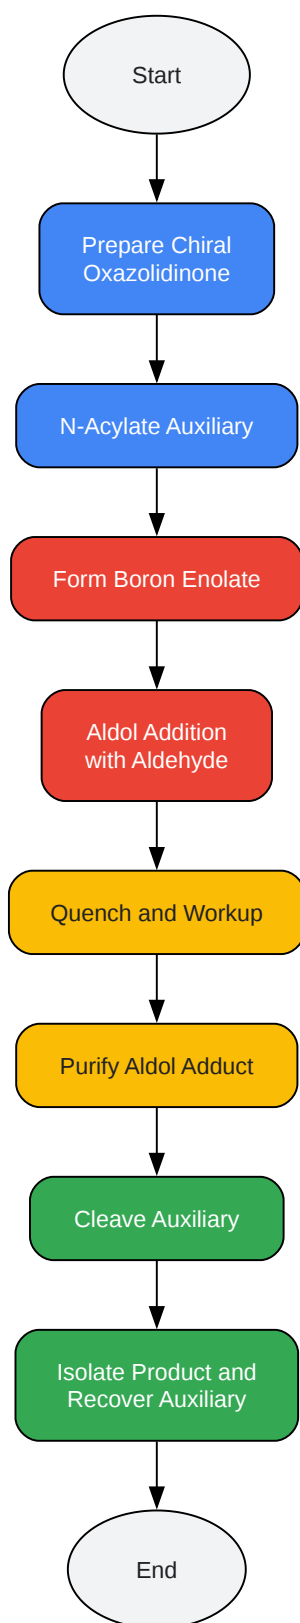 Start
Prepare Chiral
Oxazolidinone
N-Acylate Auxiliary
Form Boron Enolate
Aldol Addition
with Aldehyde
Quench and Workup
Purify Aldol Adduct
Cleave Auxiliary
Isolate Product and
Recover Auxiliary
End